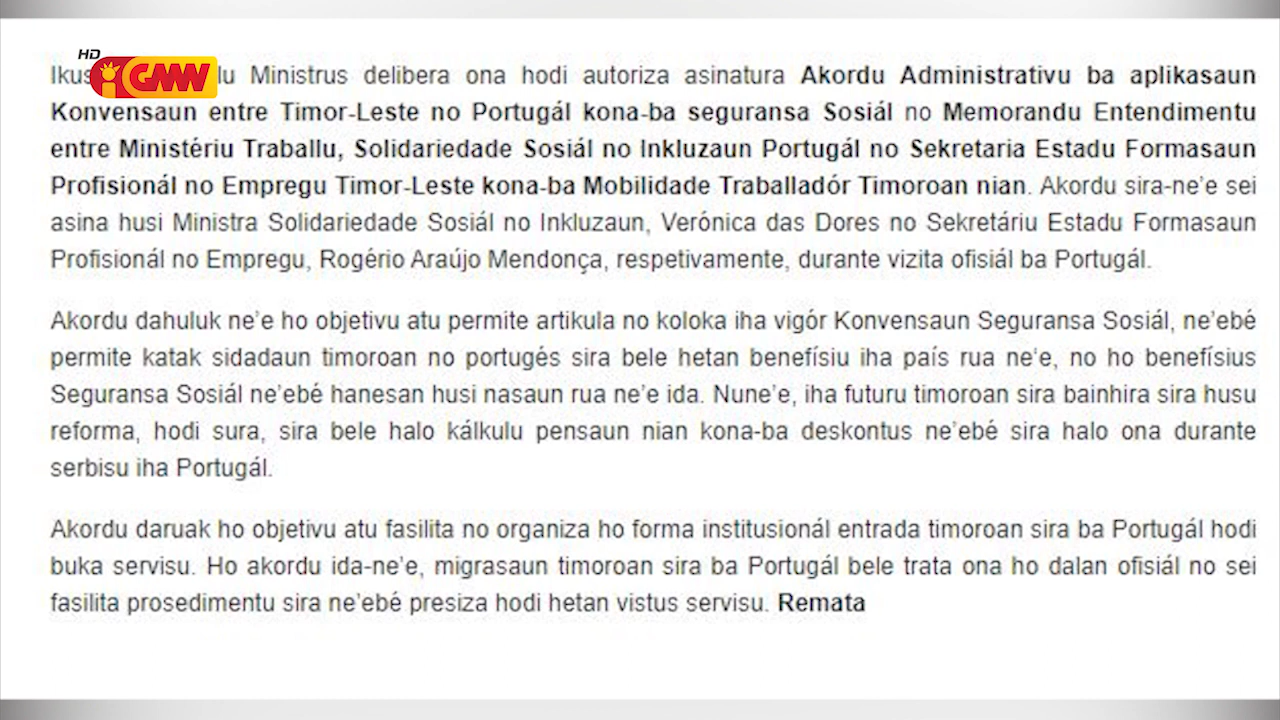 HD
GMN
Ministrus delibera ona hodi autoriza asinatura Akordu Administrativu ba aplikasaun
Konvensaun entre Timor-Leste no Portugál kona-ba seguransa Sosiál no Memorandu Entendimentu
entre Ministériu Traballu, Solidariedade Sosiál no Inkluzaun Portugál no Sekretaria Estadu Formasaun
Profisionál no Empregu Timor-Leste kona-ba Mobilidade Traballadór Timoroan nian. Akordu sira-ne’e sei
asina husi Ministra Solidariedade Sosiál no Inkluzaun, Verónica das Dores no Sekretáriu Estadu Formasaun
Profisionál no Empregu, Rogério Araújo Mendonça, respetivamente, durante vizita ofisiál ba Portugál.
Akordu dahuluk ne’e ho objetivu atu permite artikula no koloka iha vigór Konvensaun Seguransa Sosiál, ne’ebé
permite katak sidadaun timoroan no portugés sira bele hetan benefísiu iha país rua ne‘e, no ho benefísius
Seguransa Sosiál ne’ebé hanesan husi nasaun rua ne’e ida. Nune’e, iha futuru timoroan sira bainhira sira husu
reforma, hodi sura, sira bele halo kálkulu pensaun nian kona-ba deskontus ne’ebé sira halo ona durante
serbisu iha Portugál.
Akordu daruak ho objetivu atu fasilita no organiza ho forma institusionál entrada timoroan sira ba Portugál hodi
buka servisu. Ho akordu ida-ne’e, migrasaun timoroan sira ba Portugál bele trata ona ho dalan ofisiál no sei
fasilita prosedimentu sira ne’ebé presiza hodi hetan vistus servisu. Remata